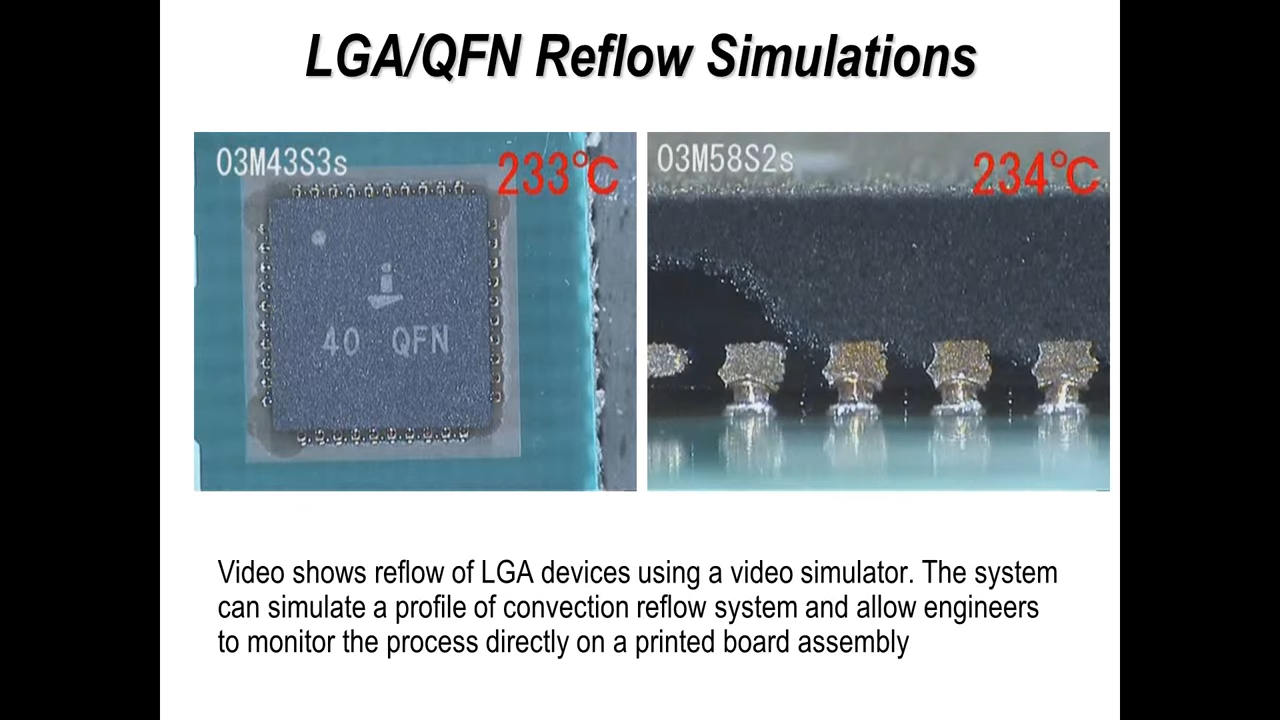 LGA/QFN Reflow Simulations
03M43S3s
233℃
03M58S2s
234℃
40 QFN
Video shows reflow of LGA devices using a video simulator. The system
can simulate a profile of convection reflow system and allow engineers
to monitor the process directly on a printed board assembly